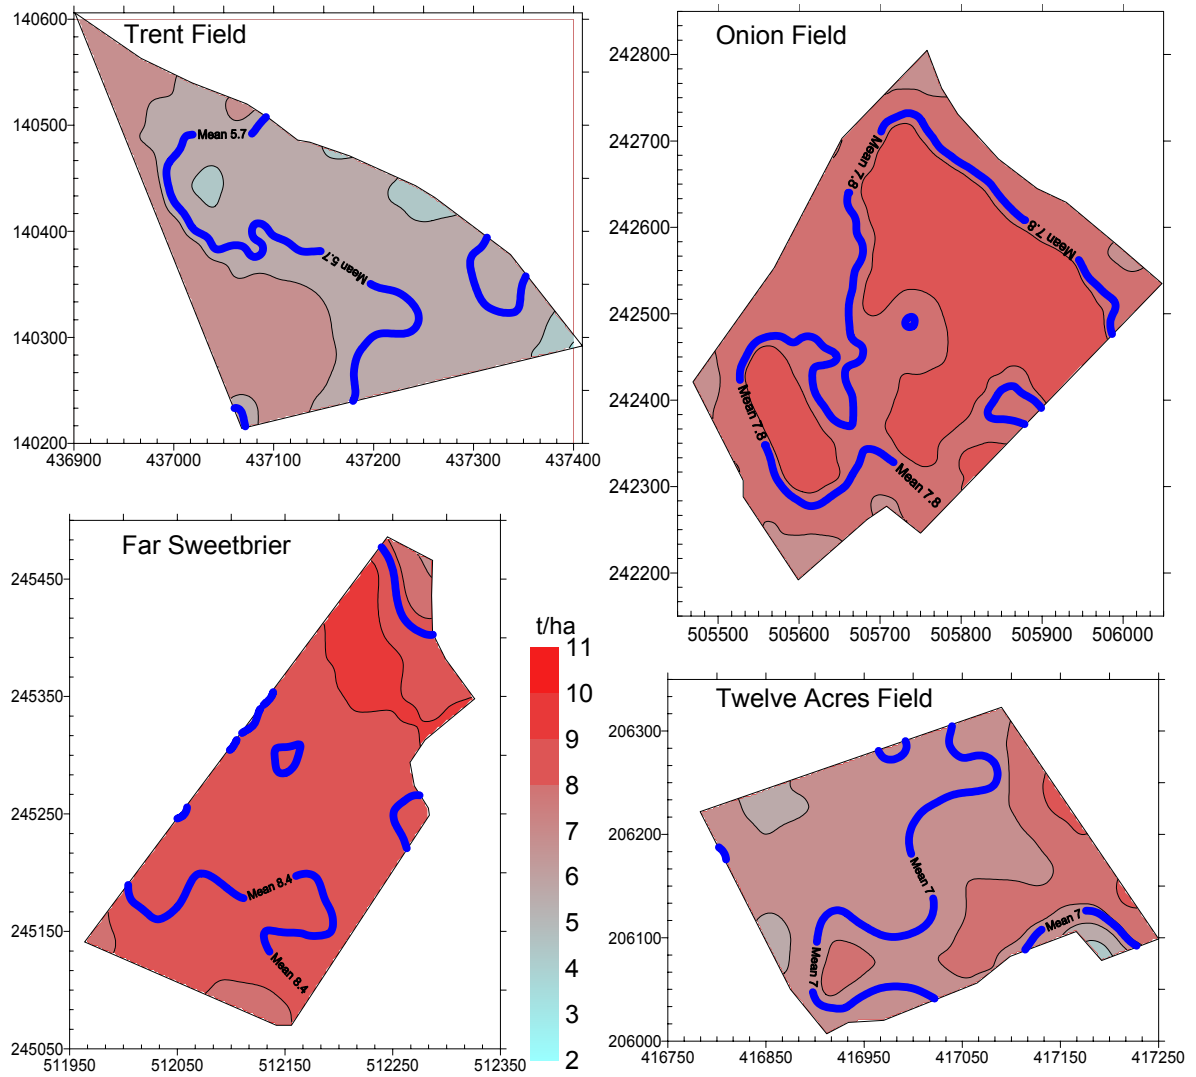 Trent Field
140600
140500
140400
140300
140200
436900 437000 437100 437200 437300 437400
Mean 5.7
Mean 5.7
Onion Field
242800
242700
242600
242500
242400
242300
242200
505500 505600 505700 505800 505900 506000
Mean 7.8
Mean 7.8
Mean 7.8
Mean 7.8
Far Sweetbrier
245450
245350
245250
245150
245050
511950 512050 512150 512250 512350
Mean 8.4
Mean 8.4
t/ha
11
10
9
8
7
6
5
4
3
2
Twelve Acres Field
206300
206200
206100
206000
416750 416850 416950 417050 417150 417250
Mean 7
Mean 7
Mean 7